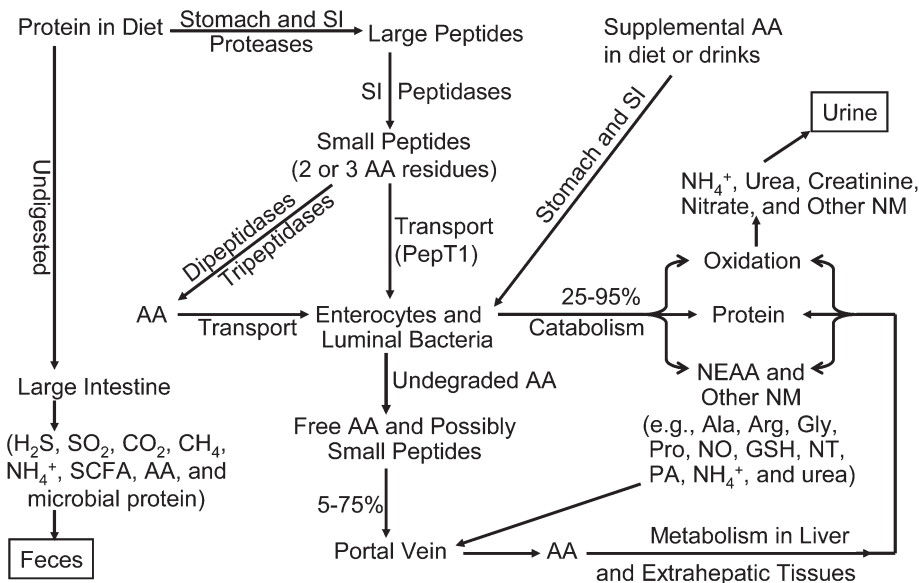 Protein in Diet
Stomach and SI
Proteases
Large Peptides
Supplemental AA
in diet or drinks
SI Peptidases
Urine
Small Peptides
(2 or 3 AA residues)
Stomach and SI
Undigested
NH₄⁺, Urea, Creatinine,
Nitrate, and Other NM
Dipeptidases
Tripeptidases
Transport
(PepT1)
Oxidation
AA
Transport
Enterocytes and
Luminal Bacteria
25-95%
Catabolism
Protein
Large Intestine
Undegraded AA
NEAA and
Other NM
(e.g., Ala, Arg, Gly,
Pro, NO, GSH, NT,
PA, NH₄⁺, and urea)
(H₂S, SO₂, CO₂, CH₄,
NH₄⁺, SCFA, AA, and
microbial protein)
Free AA and Possibly
Small Peptides
5-75%
Feces
Portal Vein
AA
Metabolism in Liver
and Extrahepatic Tissues